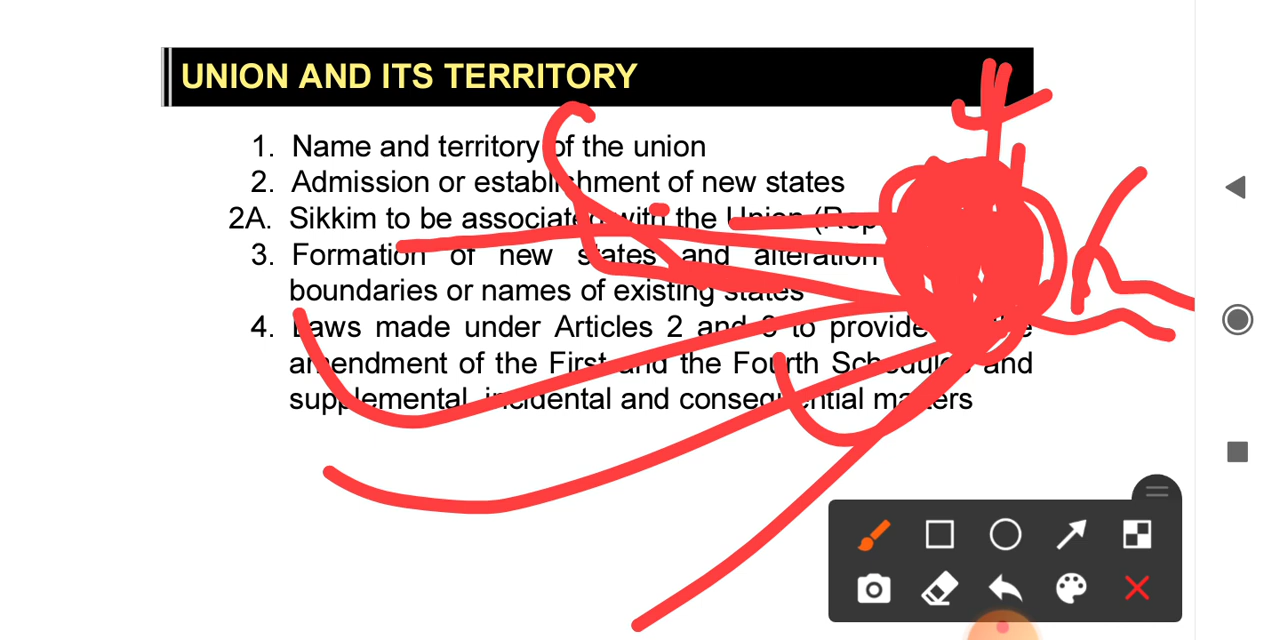 UNION AND ITS TERRITORY
1. Name and territory of the union
2. Admission or establishment of new states
2A. Sikkim to be associated with the Union (Rep
3. Formation of new states and alteration
boundaries or names of existing states
4. Laws made under Articles 2 and 3 to provide
amendment of the First and the Fourth Schedules and
supplemental, incidental and consequential matters